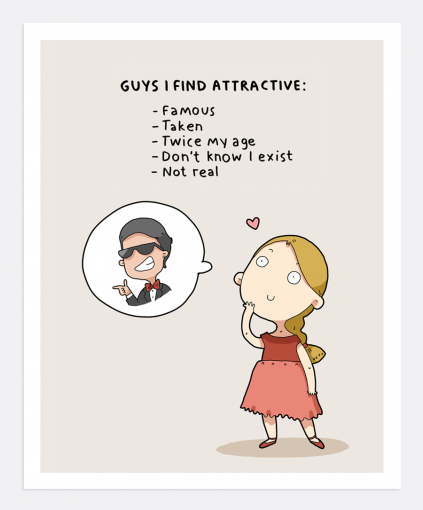 GUYS I FIND ATTRACTIVE:
- Famous
- Taken
- Twice my age
- Don't know I exist
- Not real